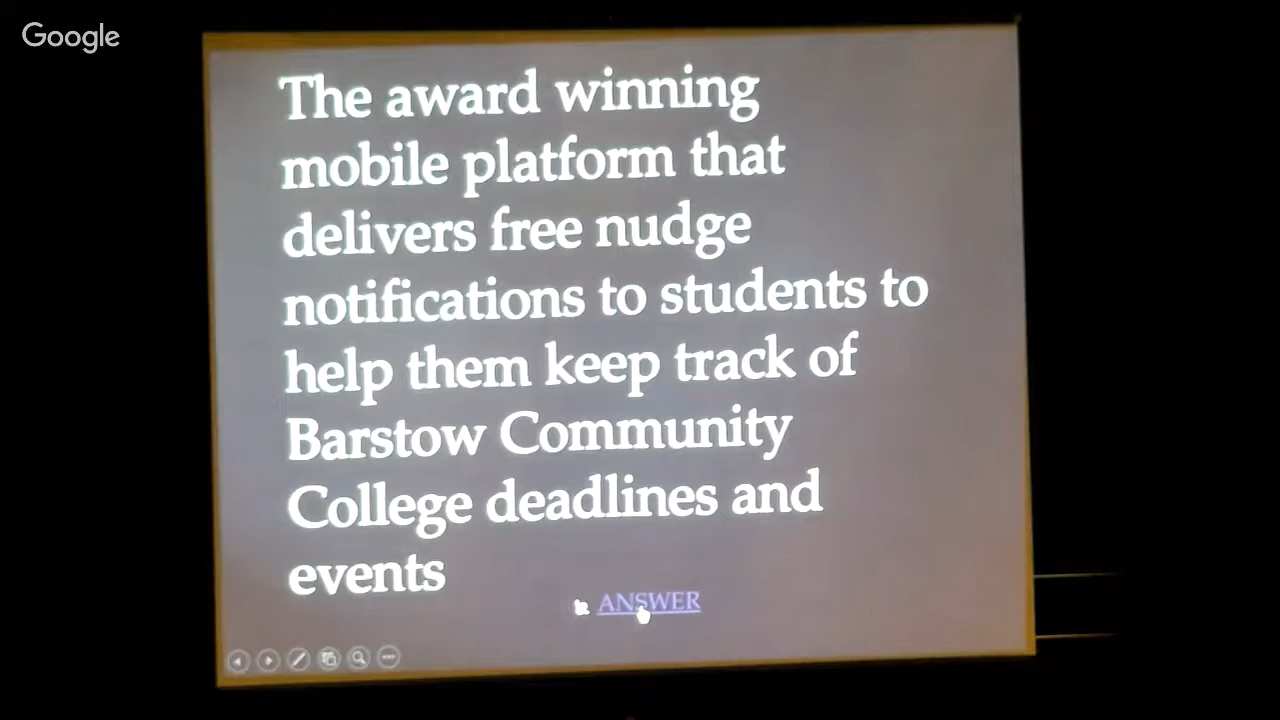 Google
The award winning
mobile platform that
delivers free nudge
notifications to students to
help them keep track of
Barstow Community
College deadlines and
events
ANSWER